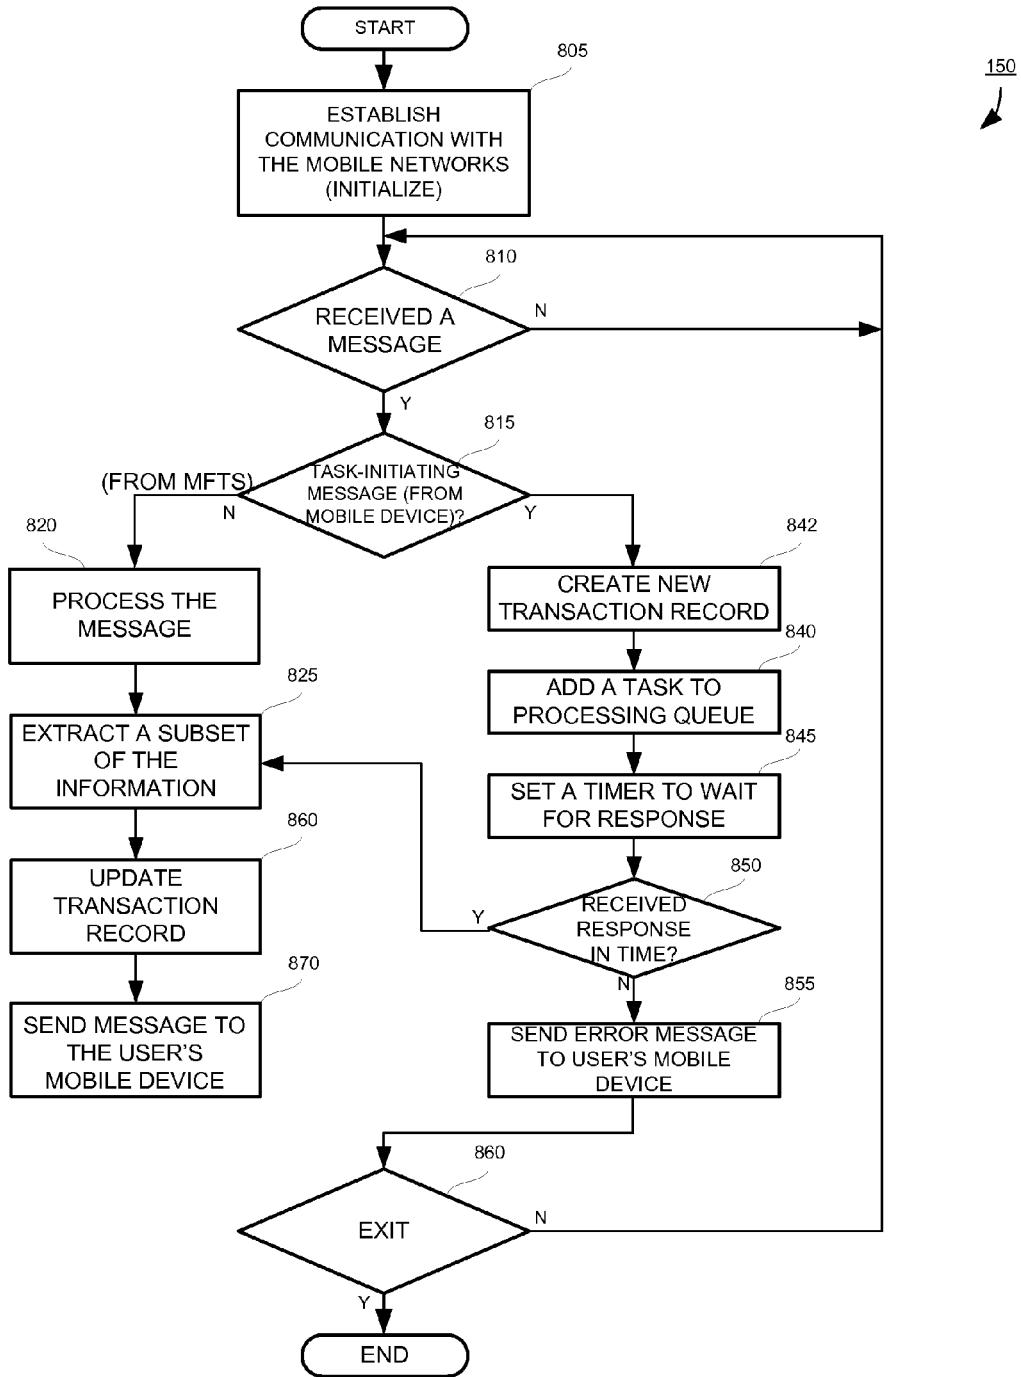 START
805
150
ESTABLISH
COMMUNICATION WITH
THE MOBILE NETWORKS
(INITIALIZE)
810
RECEIVED A
MESSAGE
N
Y
815
TASK-INITIATING
MESSAGE (FROM
MOBILE DEVICE)?
(FROM MFTS)
N
Y
820
PROCESS THE
MESSAGE
842
CREATE NEW
TRANSACTION RECORD
840
ADD A TASK TO
PROCESSING QUEUE
825
EXTRACT A SUBSET
OF THE
INFORMATION
845
SET A TIMER TO WAIT
FOR RESPONSE
860
UPDATE
TRANSACTION
RECORD
850
RECEIVED
RESPONSE
IN TIME?
Y
N
870
SEND MESSAGE TO
THE USER'S
MOBILE DEVICE
855
SEND ERROR MESSAGE
TO USER'S MOBILE
DEVICE
860
EXIT
N
Y
END